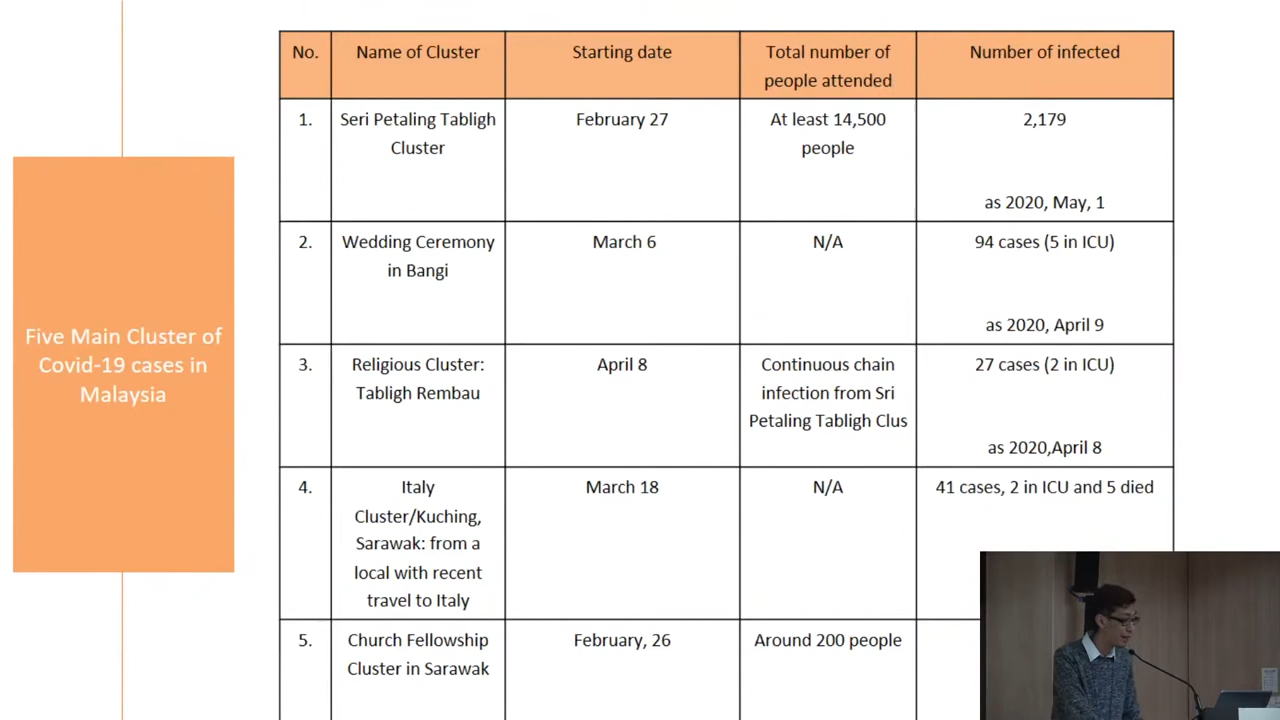 No.
Name of Cluster
Starting date
Total number of
people attended
Number of infected
1.
Seri Petaling Tabligh
Cluster
February 27
At least 14,500
people
2,179
as 2020, May, 1
2.
Wedding Ceremony
in Bangi
March 6
N/A
94 cases (5 in ICU)
as 2020, April 9
3.
Religious Cluster:
Tabligh Rembau
April 8
Continuous chain
infection from Sri
Petaling Tabligh Clus
27 cases (2 in ICU)
as 2020,April 8
4.
Italy
Cluster/Kuching,
Sarawak: from a
local with recent
travel to Italy
March 18
N/A
41 cases, 2 in ICU and 5 died
5.
Church Fellowship
Cluster in Sarawak
February, 26
Around 200 people
Five Main Cluster of
Covid-19 cases in
Malaysia